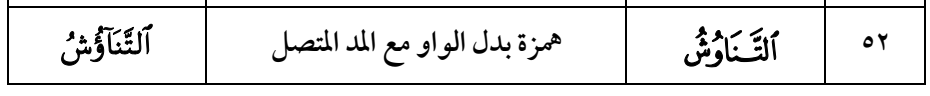 ٥٢ ٱلتَّنَاوُشُ همزة بدل الواو مع المد المتصل ٱلتَّنَآؤُشُ